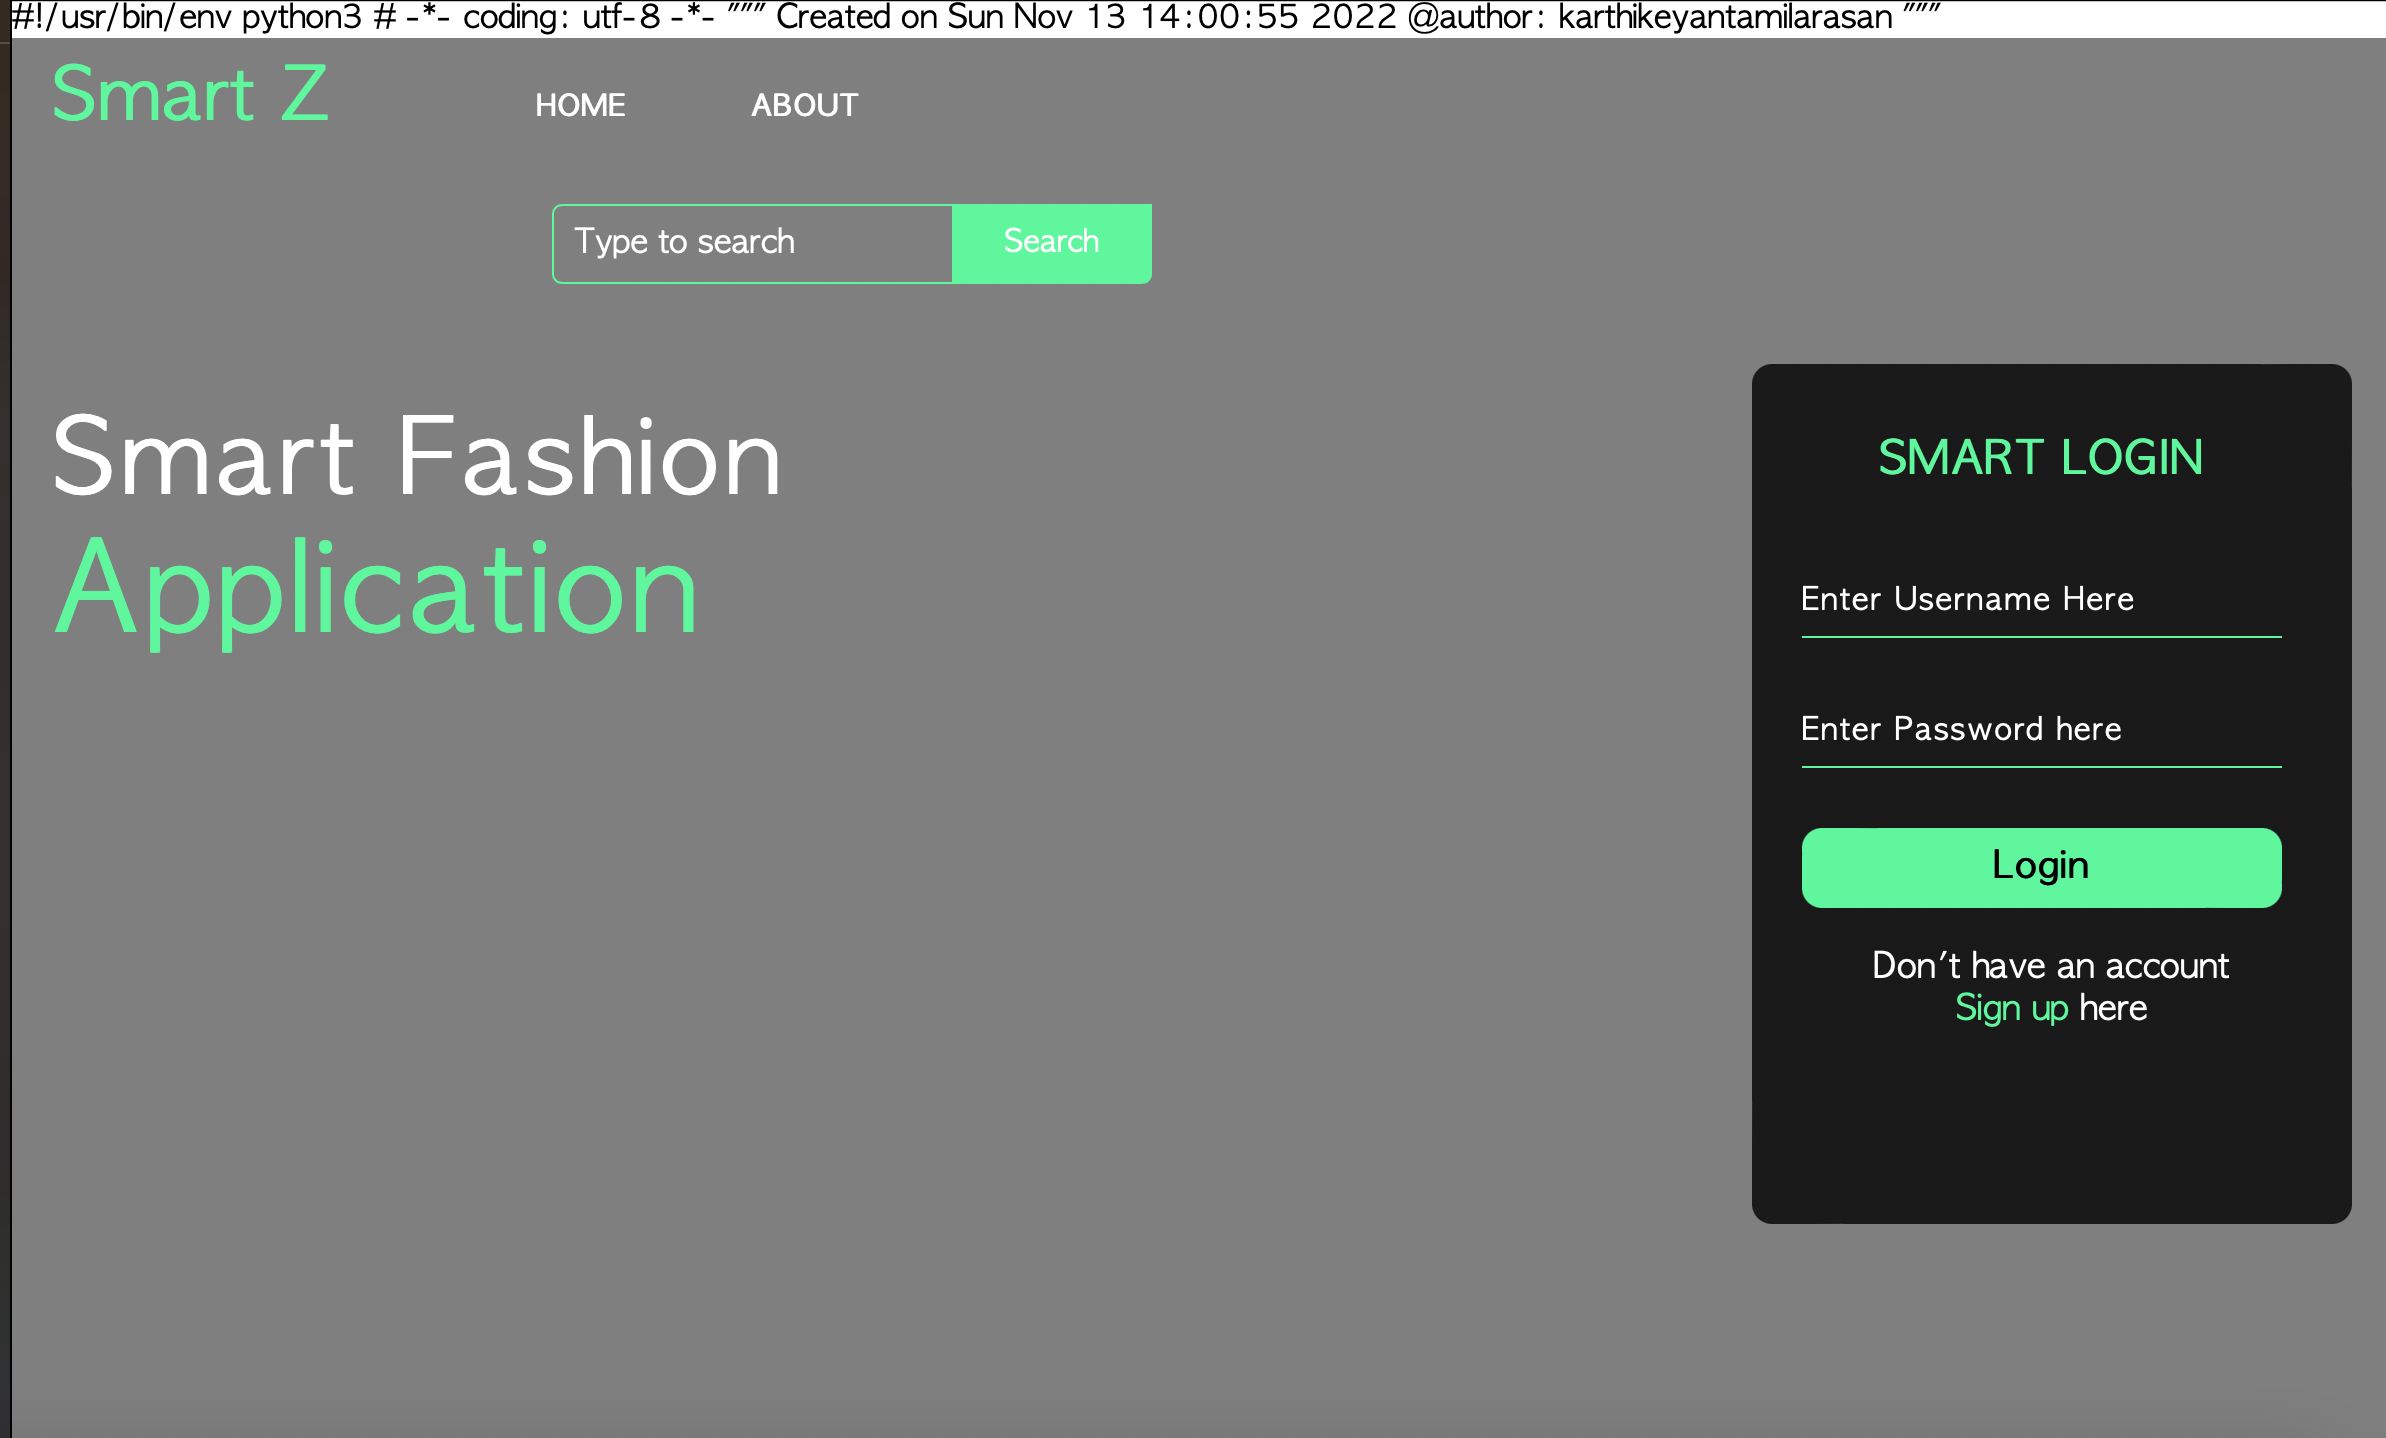 #!/usr/bin/env python3 # -*- coding: utf-8 -*- """ Created on Sun Nov 13 14:00:55 2022 @author: karthikeyantamilarasan """
Smart Z
HOME ABOUT
Type to search Search
Smart Fashion
Application
SMART LOGIN
Enter Username Here
Enter Password here
Login
Don't have an account
Sign up here